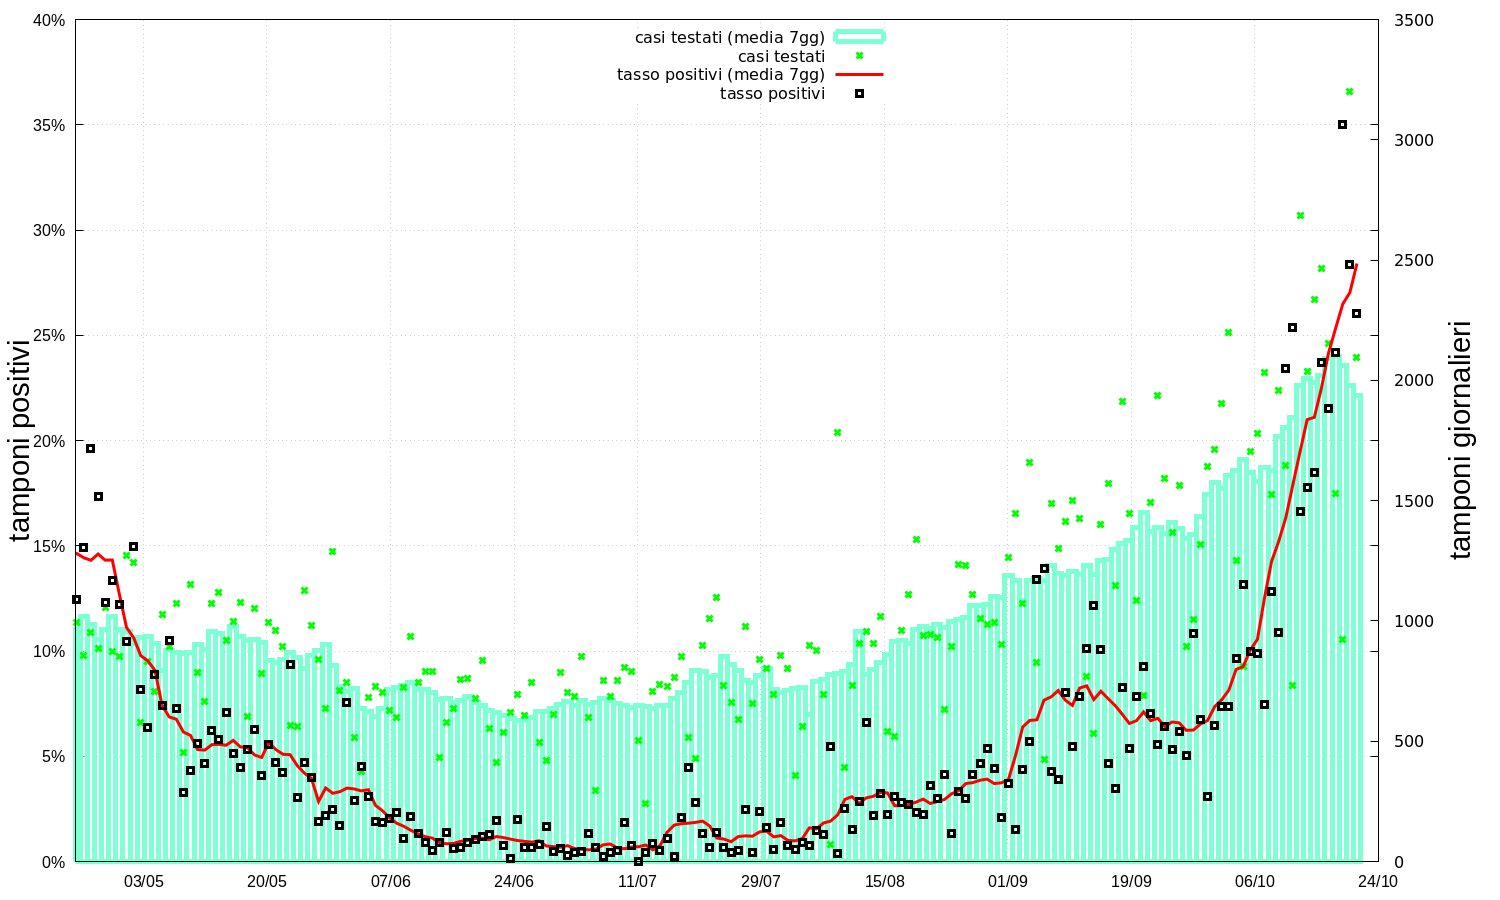 casi testati (media 7gg)
casi testati
tasso positivi (media 7gg)
tasso positivi
40%
35%
30%
25%
20%
15%
10%
5%
0%
tamponi positivi
3500
3000
2500
2000
1500
1000
500
0
tamponi giornalieri
03/05 20/05 07/06 24/06 11/07 29/07 15/08 01/09 19/09 06/10 24/10